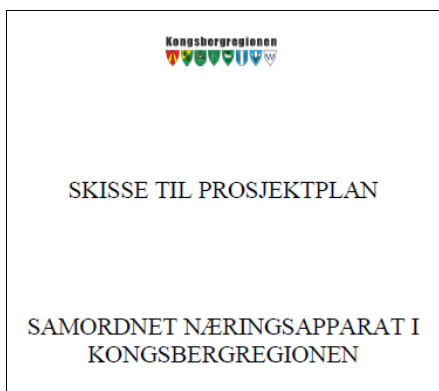 Kongsbergregionen
SKISSE TIL PROSJEKTPLAN
SAMORDNET NÆRINGSAPPARAT I
KONGSBERGREGIONEN